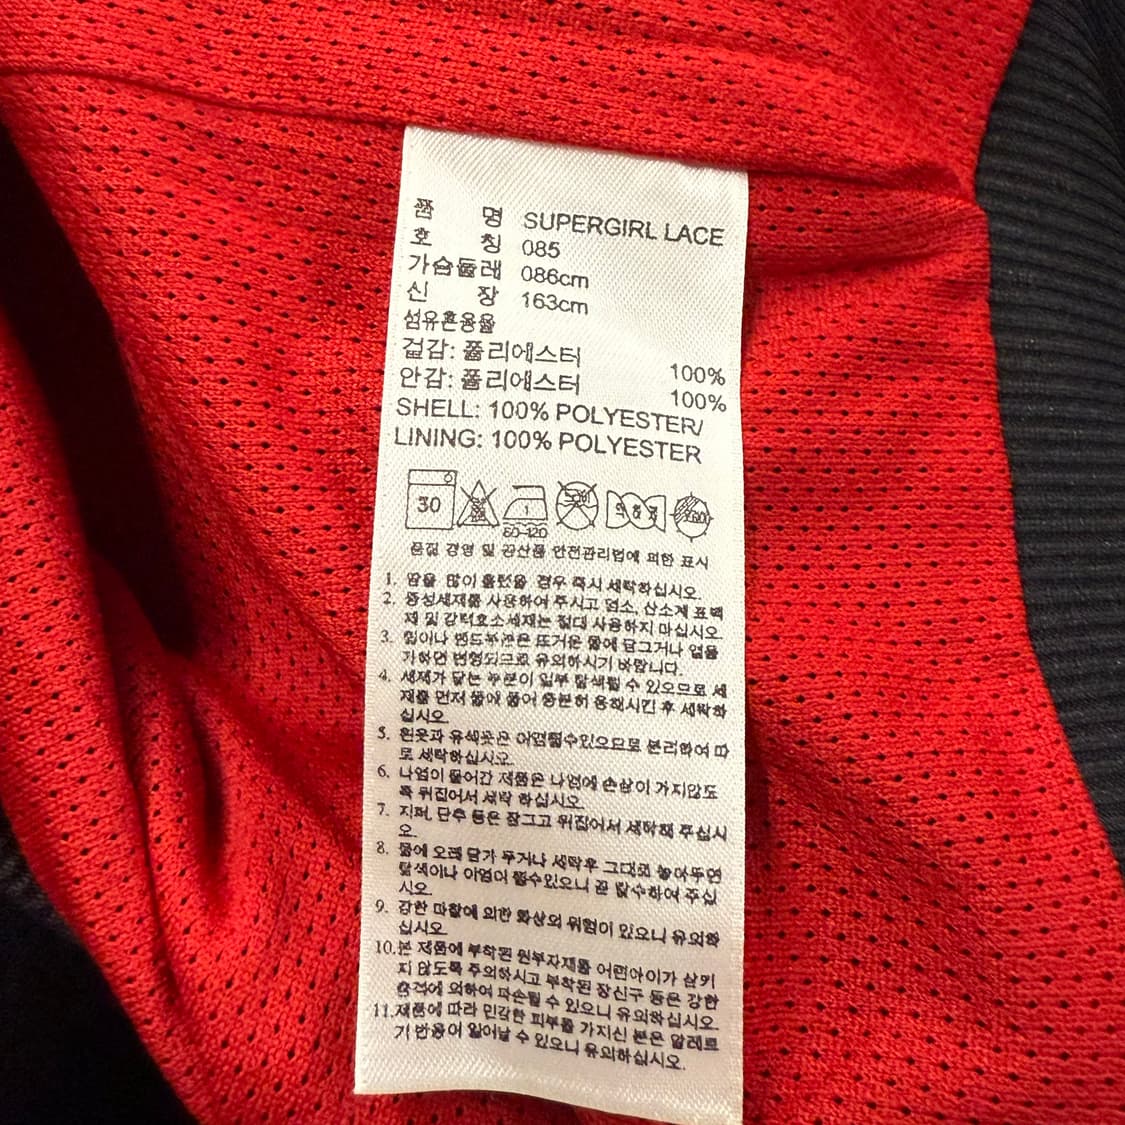 품 명 SUPERGIRL LACE
호 칭 085
가슴둘레 086cm
신 장 163cm
섬유혼용율
겉감: 폴리에스터 100%
안감: 폴리에스터 100%
SHELL: 100% POLYESTER/
LINING: 100% POLYESTER
30
80-120
품질 경영 및 공산품 안전관리법에 의한 표시
1. 땀을 많이 흘렸을 경우 즉시 세탁하십시오.
2. 중성세제를 사용하여 주시고 염소, 산소계 표백
제 및 강력효소세제는 절대 사용하지 마십시오.
3. 립이나 밴드부분은 뜨거운 물에 담그거나 열을
가하면 변형되므로 유의하시기 바랍니다.
4. 세제가 닿는 부분이 일부 탈색될 수 있으므로 세
제를 먼저 물에 풀어 충분히 용해시킨 후 세탁하
십시오.
5. 흰옷과 유색옷은 이염될수있으므로 분리하여 따
로 세탁하십시오.
6. 나염이 들어간 제품은 나염에 손상이 가지않도
록 뒤집어서 세탁 하십시오.
7. 지퍼, 단추 등은 잠그고 뒤집어서 세탁해 주십시
오.
8. 물에 오래 담가 두거나 세탁후 그대로 놓아두면
탈색이나 이염이 될수있으니 꼭 탈수하여 주십
시오.
9. 강한 마찰에 의한 화상의 위험이 있으니 유의하
십시오.
10.본 제품에 부착된 원부자재를 어린아이가 삼키
지 않도록 주의하시고 부착된 장신구 등은 강한
충격에 의하여 파손될 수 있으니 유의하십시오.
11.제품에 따라 민감한 피부를 가지신 분은 알레르
기 반응이 일어날 수 있으니 유의하십시오.